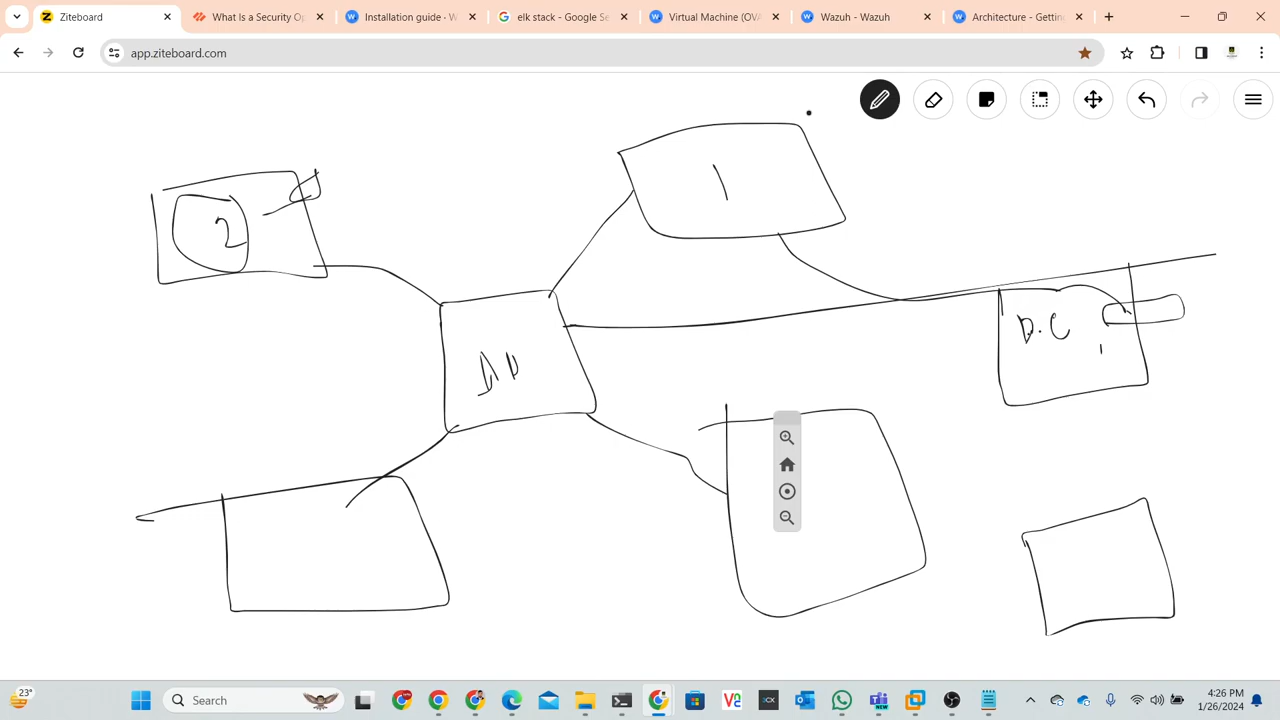 Ziteboard
What Is a Security Op
Installation guide · W
elk stack - Google Se
Virtual Machine (OVA
Wazuh - Wazuh
Architecture - Getting
app.ziteboard.com
1
2
D.C
Search
23°
4:26 PM
1/26/2024